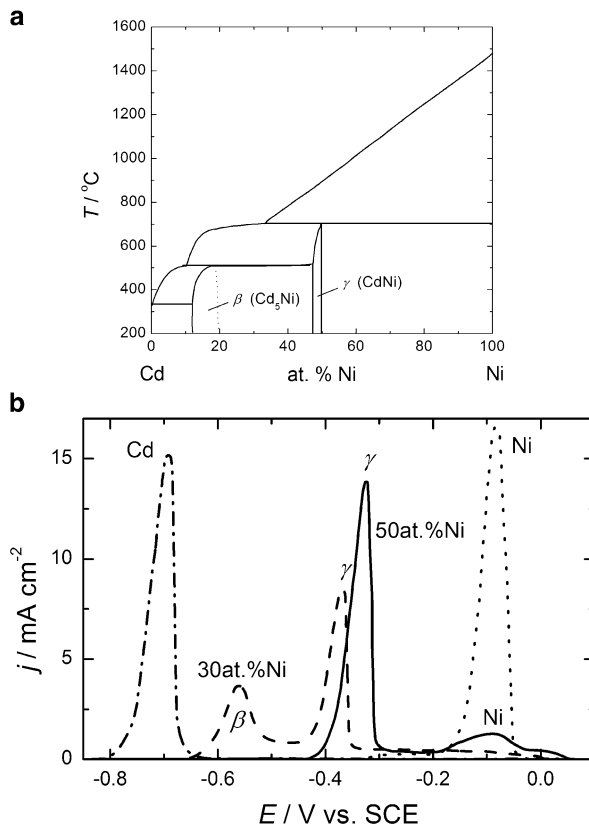 a
1600
1400
1200
1000
800
600
400
200
T / °C
β (Cd₅Ni)
γ (CdNi)
0 20 40 60 80 100
Cd at. % Ni Ni
b
15
10
5
0
j / mA cm⁻²
Cd
γ
Ni
50at.%Ni
γ
30at.%Ni
β
Ni
-0.8 -0.6 -0.4 -0.2 0.0
E / V vs. SCE